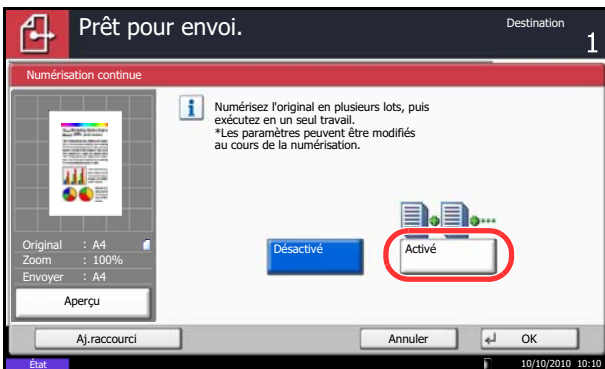 Prêt pour envoi.
Destination
1
Numérisation continue
Numérisez l'original en plusieurs lots, puis
exécutez en un seul travail.
*Les paramètres peuvent être modifiés
au cours de la numérisation.
Original : A4
Zoom : 100%
Envoyer : A4
Aperçu
Désactivé
Activé
Aj.raccourci
Annuler
OK
État
10/10/2010 10:10